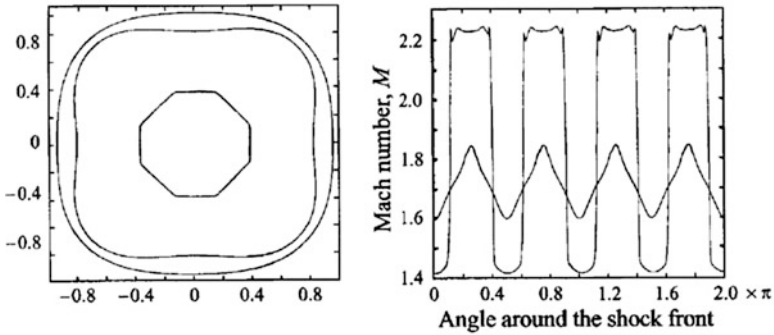 0.8
0.4
0
−0.4
−0.8
−0.8 −0.4 0 0.4 0.8
Mach number, M
2.2
2.0
1.8
1.6
1.4
0 0.4 0.8 1.2 1.6 2.0 × π
Angle around the shock front